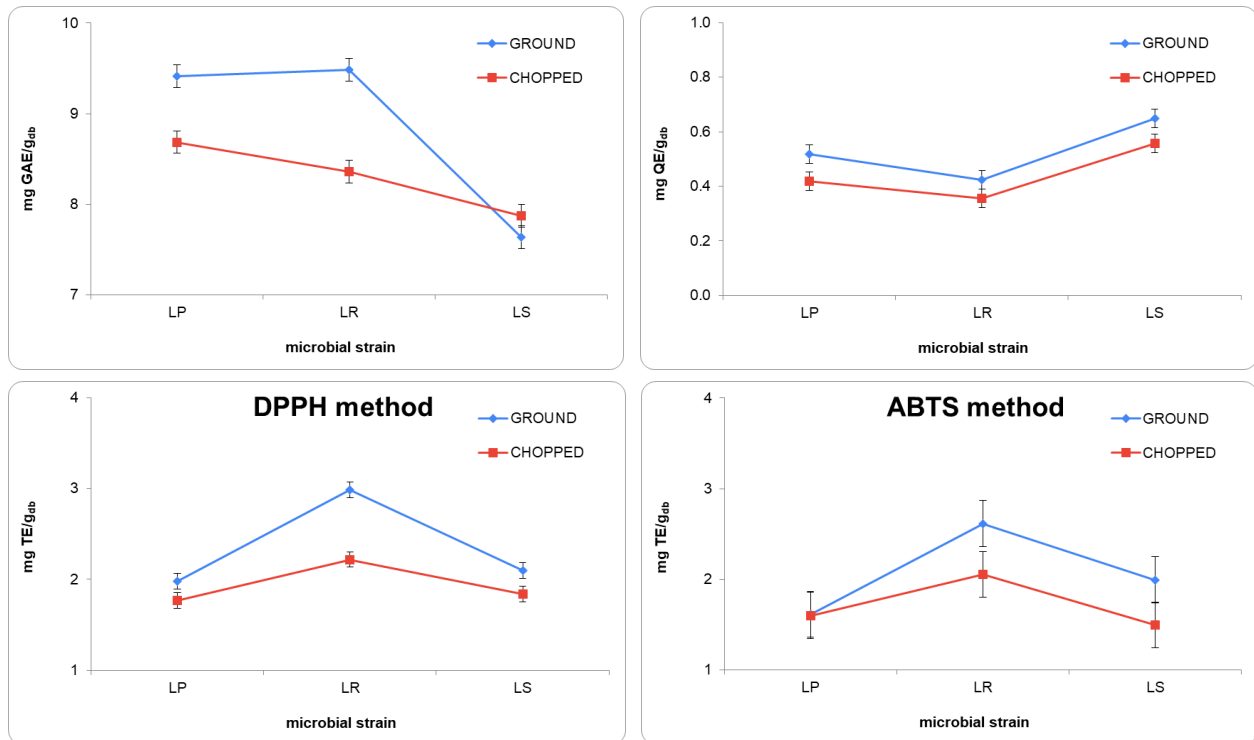 10
9
8
7
mg GAE/gdb
GROUND
CHOPPED
LP LR LS
microbial strain
1.0
0.8
0.6
0.4
0.2
0.0
mg QE/gdb
GROUND
CHOPPED
LP LR LS
microbial strain
DPPH method
4
3
2
1
mg TE/gdb
GROUND
CHOPPED
LP LR LS
microbial strain
ABTS method
4
3
2
1
mg TE/gdb
GROUND
CHOPPED
LP LR LS
microbial strain